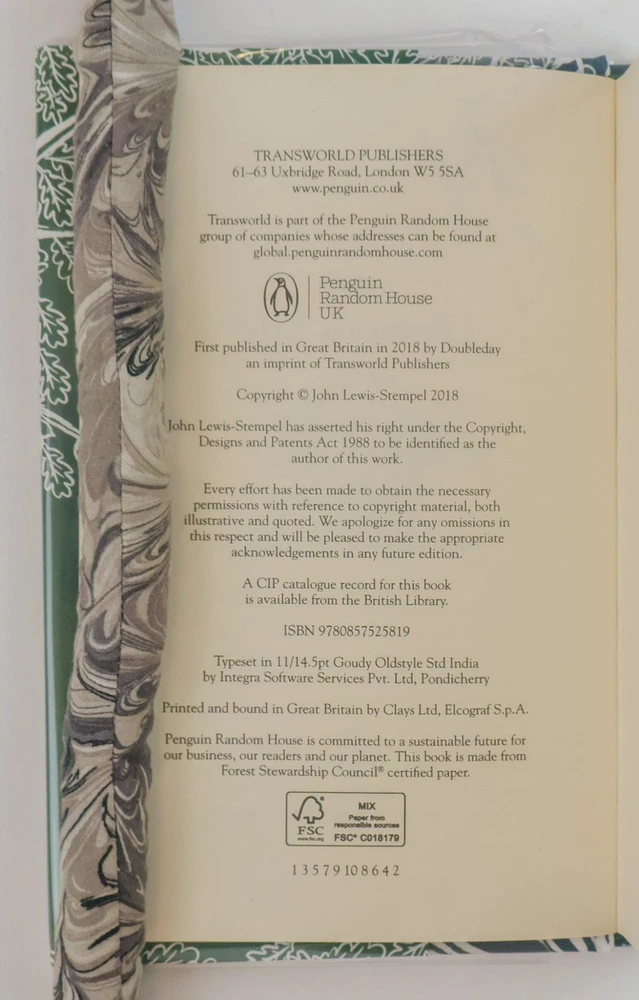 TRANSWORLD PUBLISHERS
61–63 Uxbridge Road, London W5 5SA
www.penguin.co.uk
Transworld is part of the Penguin Random House
group of companies whose addresses can be found at
global.penguinrandomhouse.com
Penguin
Random House
UK
First published in Great Britain in 2018 by Doubleday
an imprint of Transworld Publishers
Copyright © John Lewis-Stempel 2018
John Lewis-Stempel has asserted his right under the Copyright,
Designs and Patents Act 1988 to be identified as the
author of this work.
Every effort has been made to obtain the necessary
permissions with reference to copyright material, both
illustrative and quoted. We apologize for any omissions in
this respect and will be pleased to make the appropriate
acknowledgements in any future edition.
A CIP catalogue record for this book
is available from the British Library.
ISBN 9780857525819
Typeset in 11/14.5pt Goudy Oldstyle Std India
by Integra Software Services Pvt. Ltd, Pondicherry
Printed and bound in Great Britain by Clays Ltd, Elcograf S.p.A.
Penguin Random House is committed to a sustainable future for
our business, our readers and our planet. This book is made from
Forest Stewardship Council® certified paper.
FSC
www.fsc.org
MIX
Paper from
responsible sources
FSC® C018179
1 3 5 7 9 10 8 6 4 2